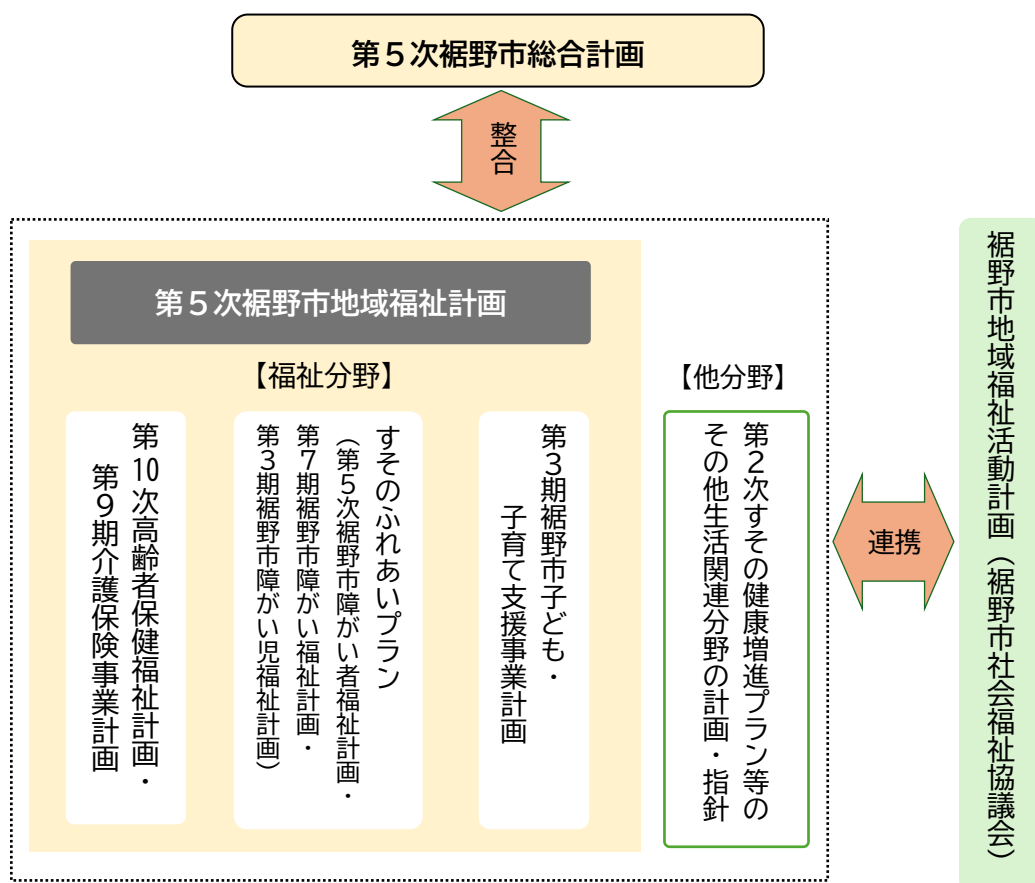 第５次裾野市総合計画
整合
第５次裾野市地域福祉計画
【福祉分野】
第10次高齢者保健福祉計画・
第９期介護保険事業計画
すそのふれあいプラン
（第５次裾野市障がい者福祉計画・
第７期裾野市障がい福祉計画・
第３期裾野市障がい児福祉計画）
第３期裾野市子ども・
子育て支援事業計画
【他分野】
第２次すその健康増進プラン等の
その他生活関連分野の計画・指針
連携
裾野市地域福祉活動計画（裾野市社会福祉協議会）